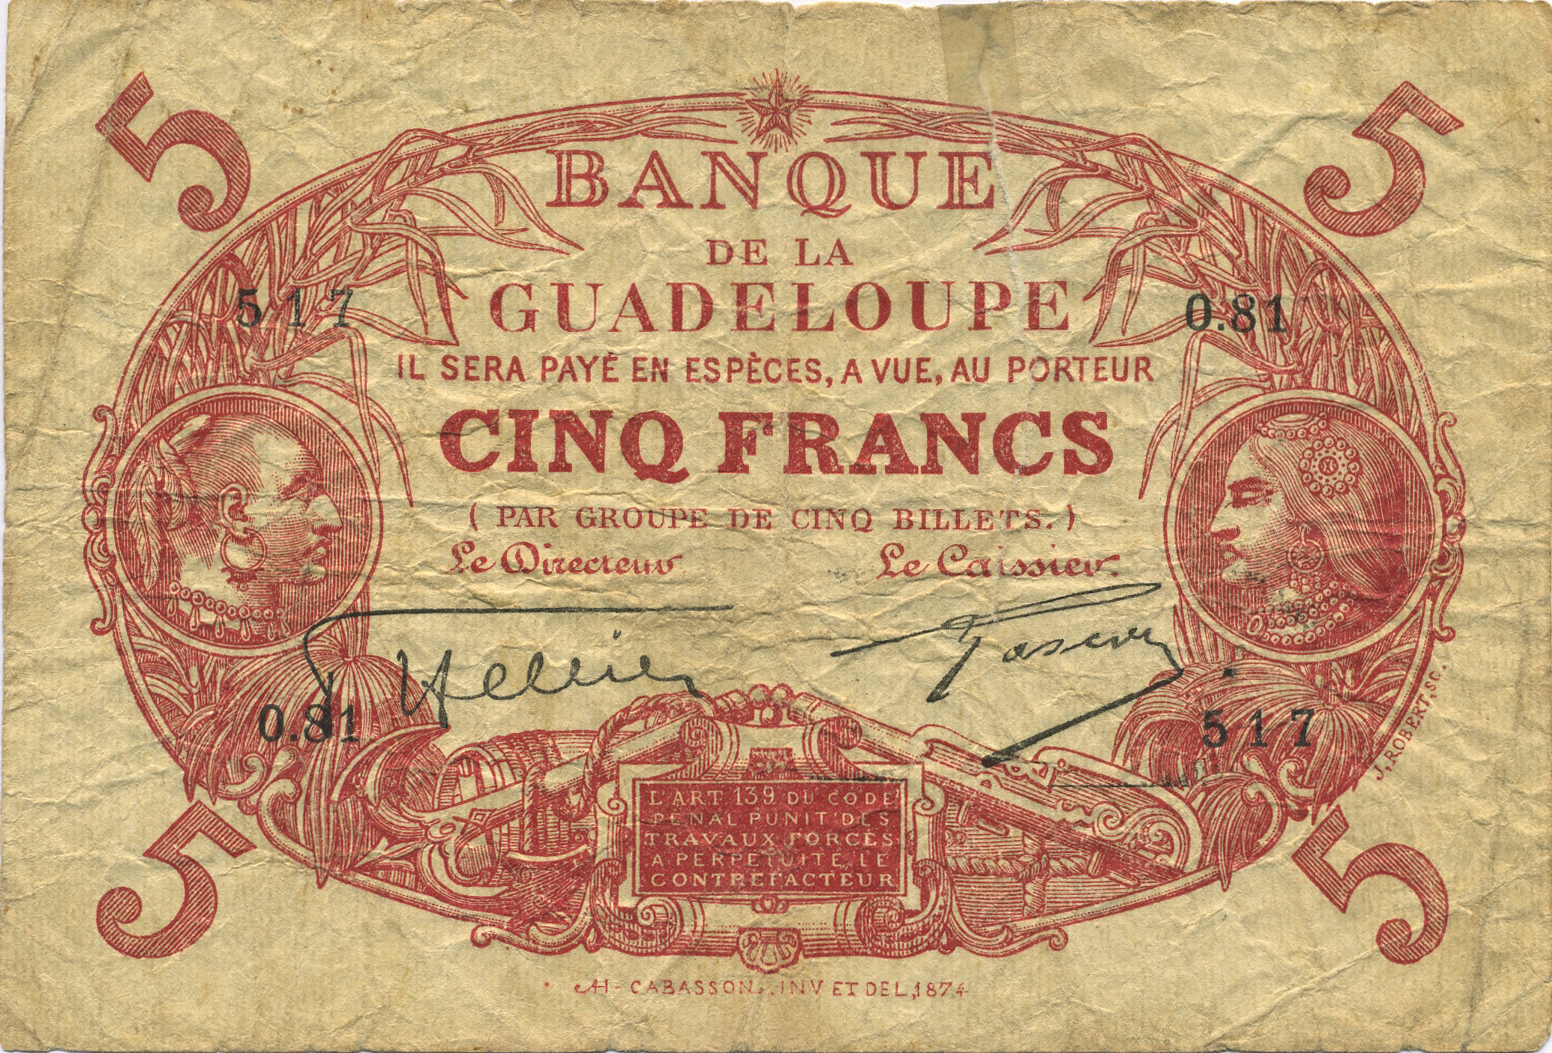 5
5
BANQUE
DE LA
GUADELOUPE
517
0.81
IL SERA PAYÉ EN ESPÈCES, A VUE, AU PORTEUR
CINQ FRANCS
( PAR GROUPE DE CINQ BILLETS. )
Le Directeur
Le Caissier.
0.81
517
J. ROBERT SC.
L'ART. 139 DU CODE
PENAL PUNIT DES
TRAVAUX FORCÉS
A PERPETUITE, LE
CONTREFACTEUR
5
5
H - CABASSON. INV ET DEL, 1874